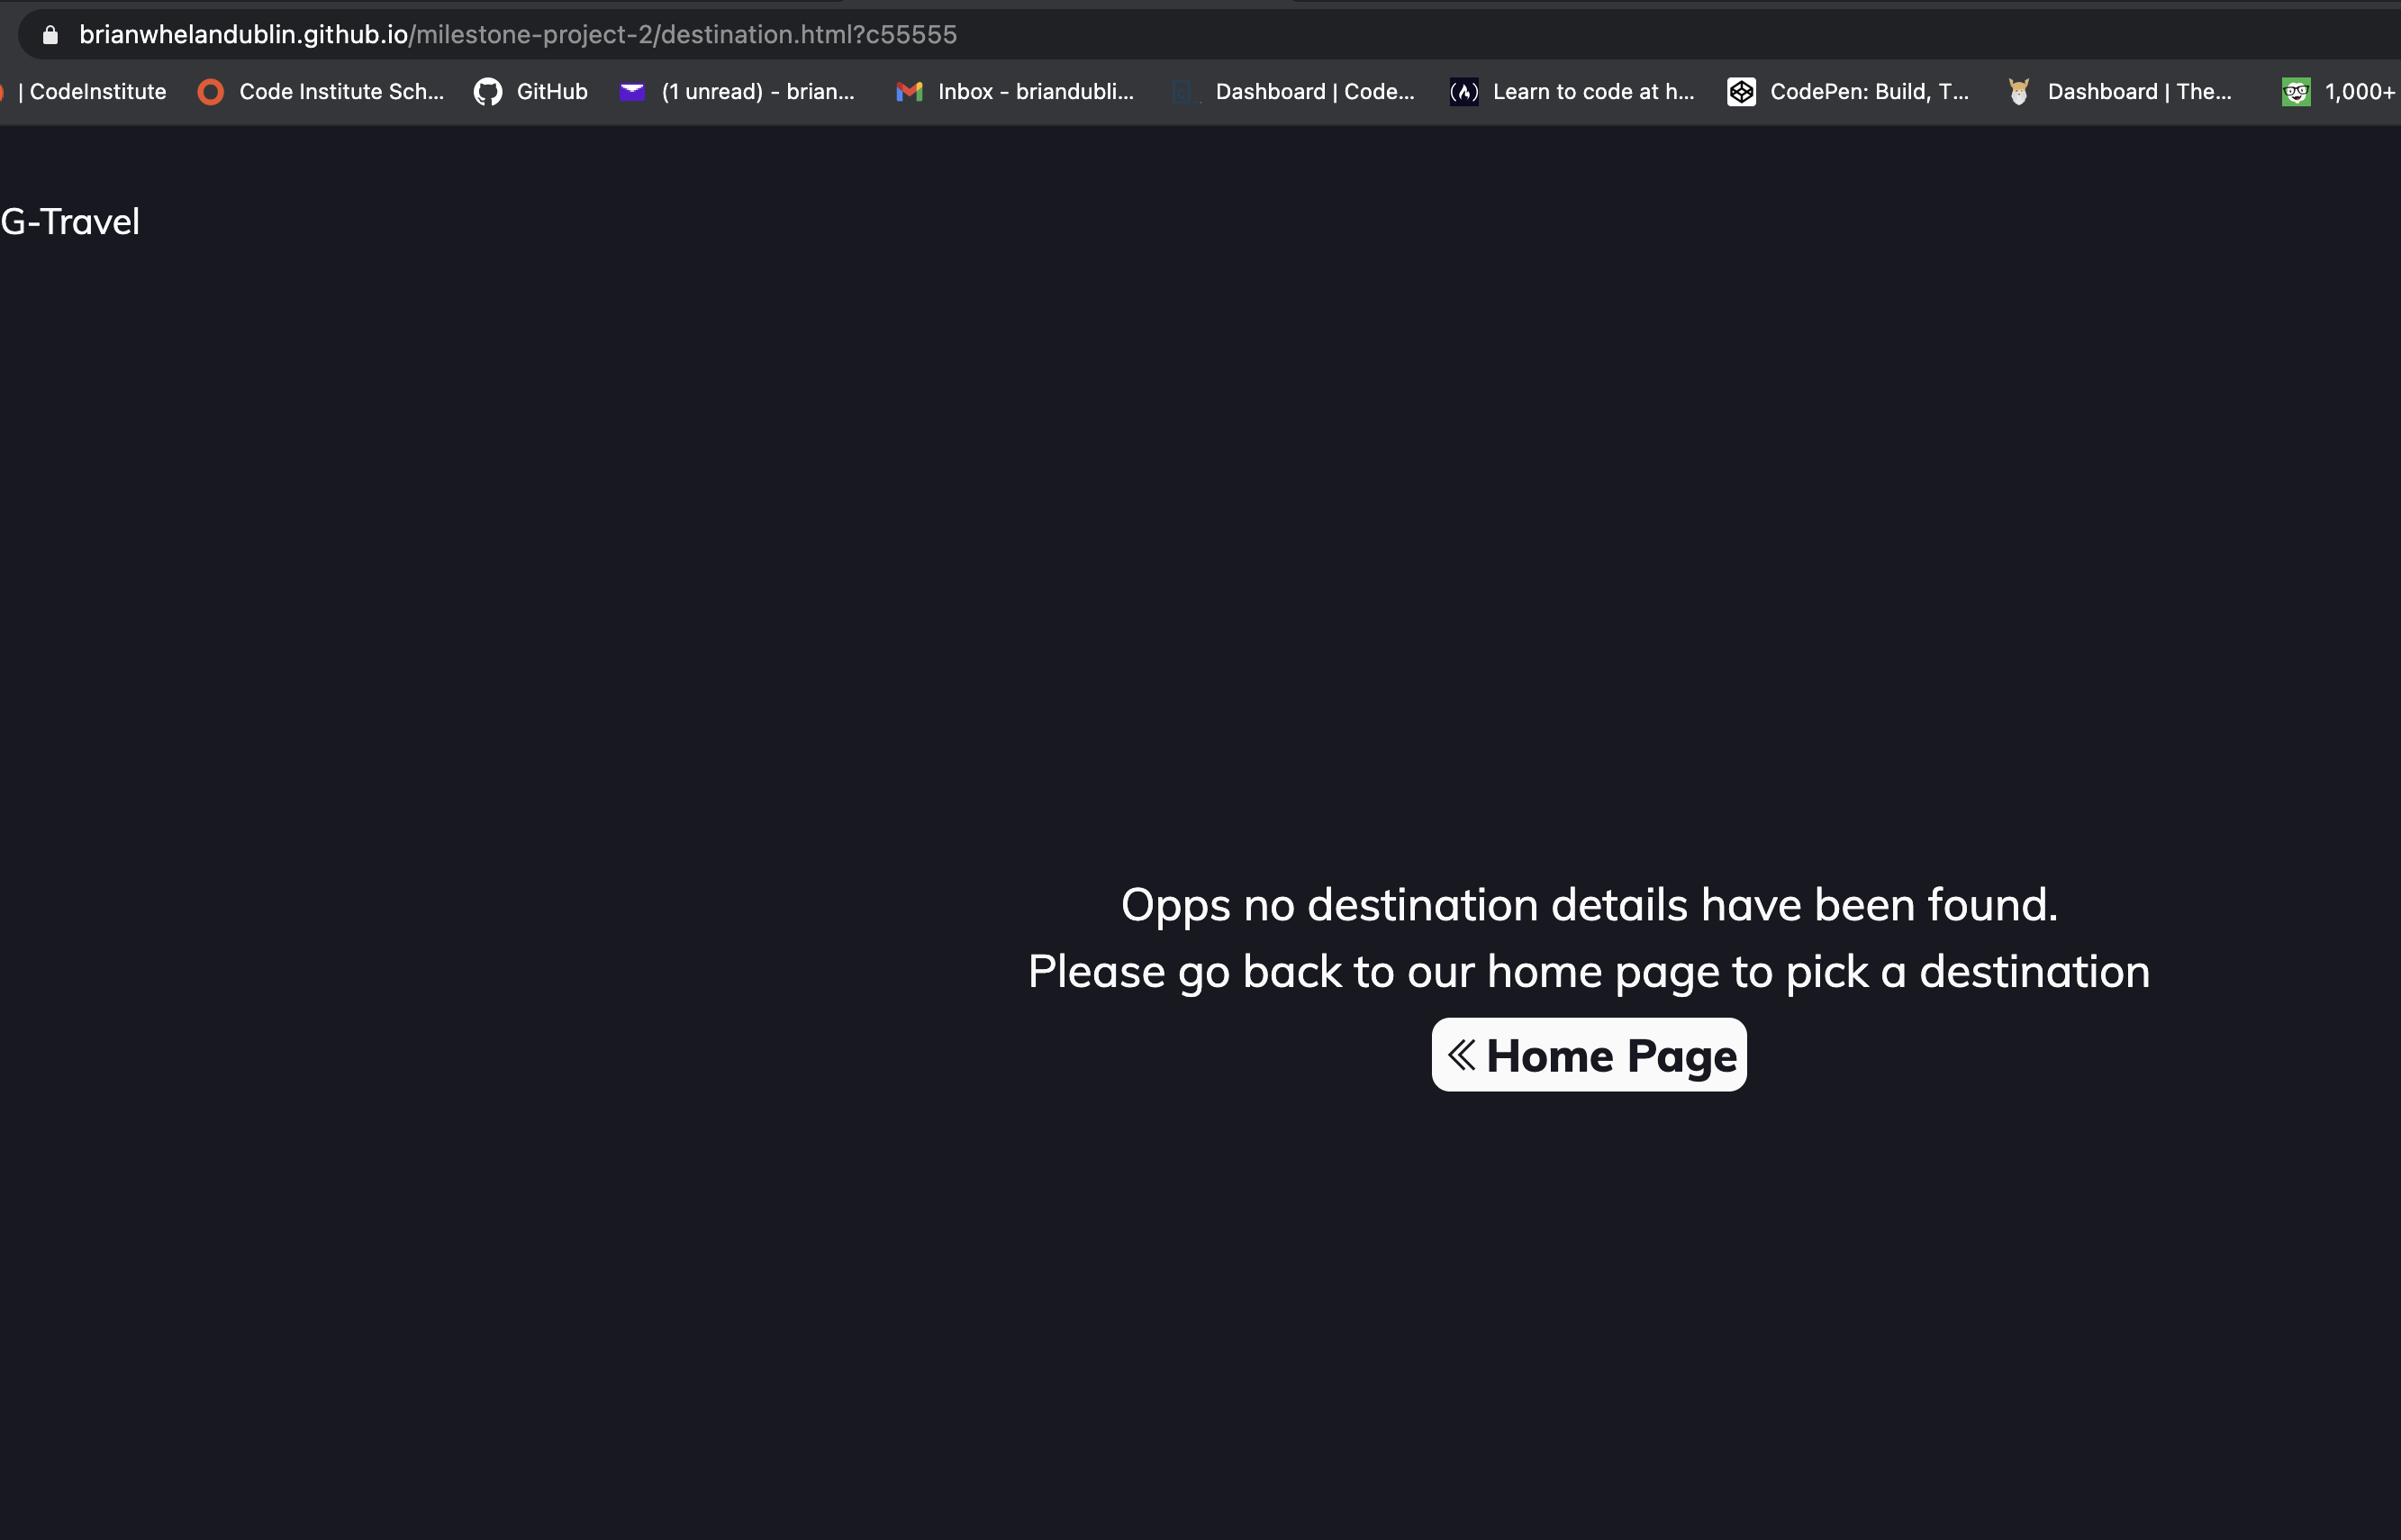 brianwhelandublin.github.io/milestone-project-2/destination.html?c55555
| CodeInstitute Code Institute Sch... GitHub (1 unread) - brian... Inbox - briandubli... Dashboard | Code... Learn to code at h... CodePen: Build, T... Dashboard | The... 1,000+
G-Travel
Opps no destination details have been found.
Please go back to our home page to pick a destination
Home Page